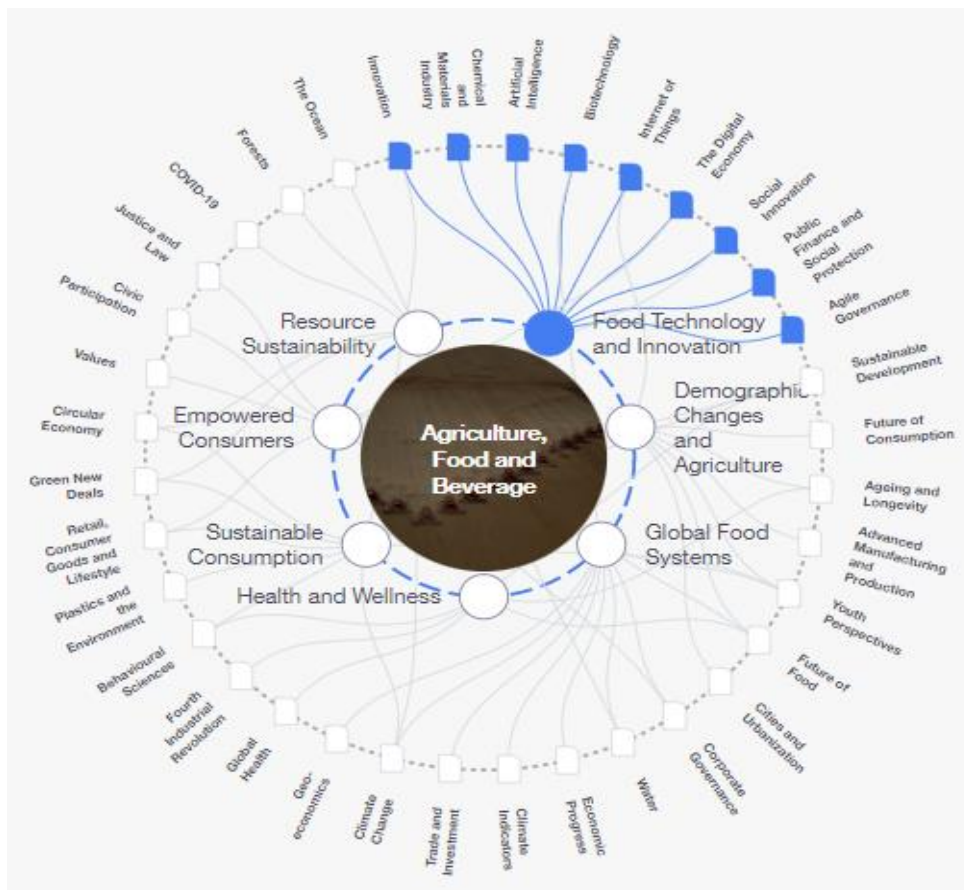 Agriculture,
Food and
Beverage
Food Technology
and Innovation
Demographic
Changes
and
Agriculture
Global Food
Systems
Health and Wellness
Sustainable
Consumption
Empowered
Consumers
Resource
Sustainability
Innovation
Chemical
and
Materials
Industry
Artificial
Intelligence
Biotechnology
Internet of
Things
The Digital
Economy
Social
Innovation
Public
Finance and
Social
Protection
Agile
Governance
Sustainable
Development
Future of
Consumption
Ageing and
Longevity
Advanced
Manufacturing
and
Production
Youth
Perspectives
Future of
Food
Cities and
Urbanization
Corporate
Governance
Water
Economic
Progress
Climate
Indicators
Trade and
Investment
Climate
Change
Geo-
economics
Global
Health
Fourth
Industrial
Revolution
Behavioural
Sciences
Plastics and
the
Environment
Retail,
Consumer
Goods and
Lifestyle
Green New
Deals
Circular
Economy
Values
Civic
Participation
Justice and
Law
COVID-19
Forests
The Ocean